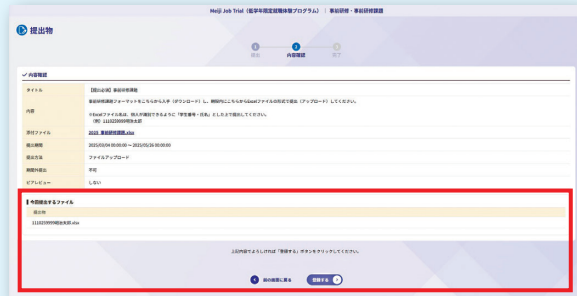 Meiji Job Trial（低学年限定就職体験プログラム）｜ 事前研修・事前研修課題
提出物
1
2
3
提出
内容確認
完了
内容確認
タイトル
【提出必須】事前研修課題
内容
事前研修課題フォーマットをこちらから入手（ダウンロード）し、期限内にこちらからExcelファイルの形式で提出（アップロード）してください。
※Excelファイル名は、個人が識別できるように「学生番号・氏名」とした上で提出してください。
（例）1110259999明治太郎
添付ファイル
2025_事前研修課題.xlsx
提出期間
2025/03/04 00:00:00 ～ 2025/05/26 00:00:00
提出方法
ファイルアップロード
期間外提出
不可
ピアレビュー
しない
今回提出するファイル
提出物
1110259999明治太郎.xlsx
上記内容でよろしければ「登録する」ボタンをクリックしてください。
前の画面に戻る
登録する